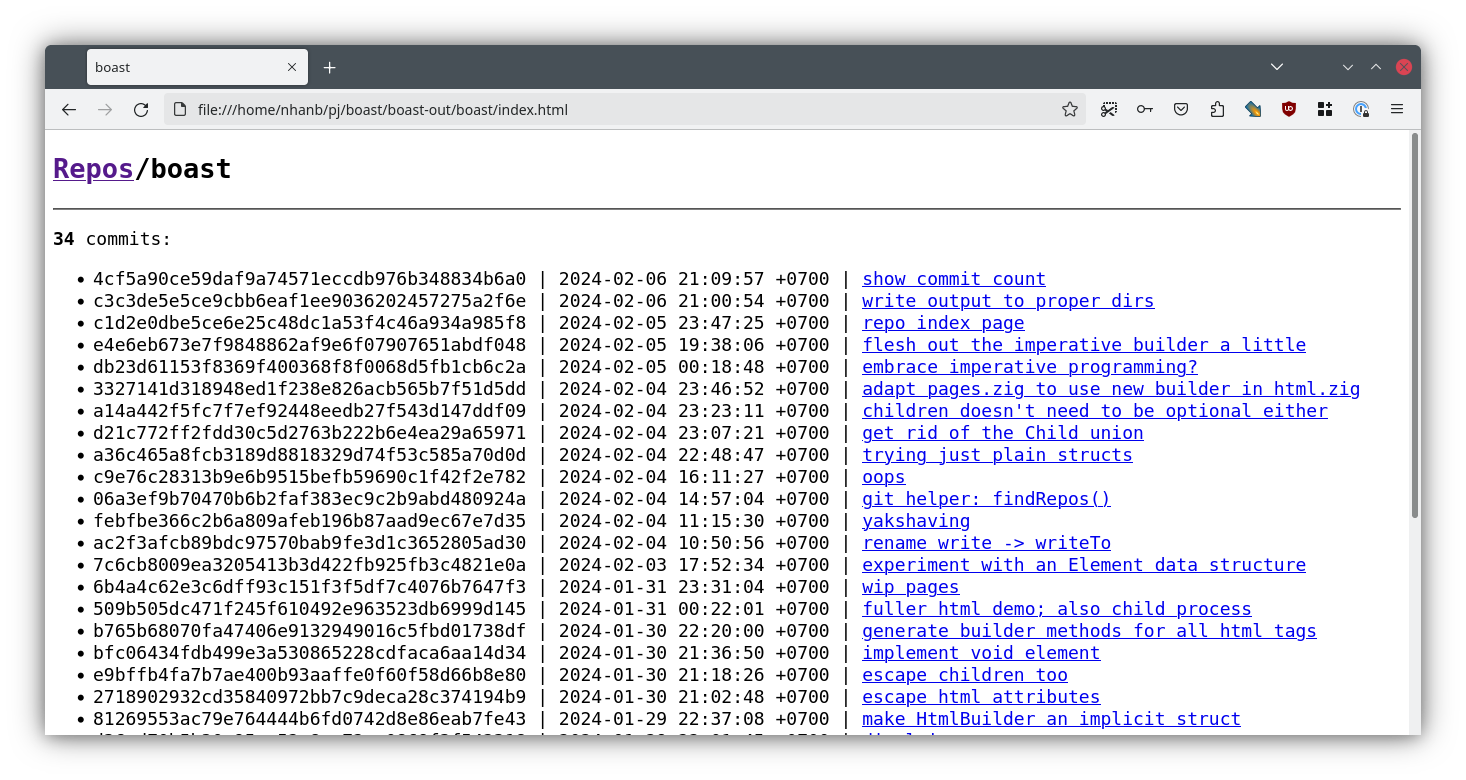 boast
file:///home/nhanb/pj/boast/boast-out/boast/index.html
Repos/boast
34 commits:
4cf5a90ce59daf9a74571eccdb976b348834b6a0 | 2024-02-06 21:09:57 +0700 | show commit count
c3c3de5e5ce9cbb6eaf1ee9036202457275a2f6e | 2024-02-06 21:00:54 +0700 | write output to proper dirs
c1d2e0dbe5ce6e25c48dc1a53f4c46a934a985f8 | 2024-02-05 23:47:25 +0700 | repo index page
e4e6eb673e7f9848862af9e6f07907651abdf048 | 2024-02-05 19:38:06 +0700 | flesh out the imperative builder a little
db23d61153f8369f400368f8f0068d5fb1cb6c2a | 2024-02-05 00:18:48 +0700 | embrace imperative programming?
3327141d318948ed1f238e826acb565b7f51d5dd | 2024-02-04 23:46:52 +0700 | adapt pages.zig to use new builder in html.zig
a14a442f5fc7f7ef92448eedb27f543d147ddf09 | 2024-02-04 23:23:11 +0700 | children doesn't need to be optional either
d21c772ff2fdd30c5d2763b222b6e4ea29a65971 | 2024-02-04 23:07:21 +0700 | get rid of the Child union
a36c465a8fcb3189d8818329d74f53c585a70d0d | 2024-02-04 22:48:47 +0700 | trying just plain structs
c9e76c28313b9e6b9515befb59690c1f42f2e782 | 2024-02-04 16:11:27 +0700 | oops
06a3ef9b70470b6b2faf383ec9c2b9abd480924a | 2024-02-04 14:57:04 +0700 | git helper: findRepos()
febfbe366c2b6a809afeb196b87aad9ec67e7d35 | 2024-02-04 11:15:30 +0700 | yakshaving
ac2f3afcb89bdc97570bab9fe3d1c3652805ad30 | 2024-02-04 10:50:56 +0700 | rename write -> writeTo
7c6cb8009ea3205413b3d422fb925fb3c4821e0a | 2024-02-03 17:52:34 +0700 | experiment with an Element data structure
6b4a4c62e3c6dff93c151f3f5df7c4076b7647f3 | 2024-01-31 23:31:04 +0700 | wip pages
509b505dc471f245f610492e963523db6999d145 | 2024-01-31 00:22:01 +0700 | fuller html demo; also child process
b765b68070fa47406e9132949016c5fbd01738df | 2024-01-30 22:20:00 +0700 | generate builder methods for all html tags
bfc06434fdb499e3a530865228cdfaca6aa14d34 | 2024-01-30 21:36:50 +0700 | implement void element
e9bffb4fa7b7ae400b93aaffe0f60f58d66b8e80 | 2024-01-30 21:18:26 +0700 | escape children too
2718902932cd35840972bb7c9deca28c374194b9 | 2024-01-30 21:02:48 +0700 | escape html attributes
81269553ac79e764444b6fd0742d8e86eab7fe43 | 2024-01-29 22:37:08 +0700 | make HtmlBuilder an implicit struct